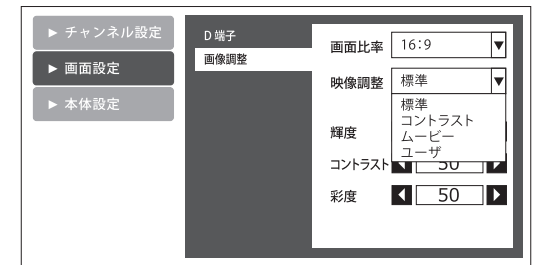 ▶ チャンネル設定
▶ 画面設定
▶ 本体設定
D端子
画像調整
画面比率 16:9 ▼
映像調整 標準 ▼
標準
コントラスト
ムービー
ユーザ
輝度
コントラスト ◀ 50 ▶
彩度 ◀ 50 ▶